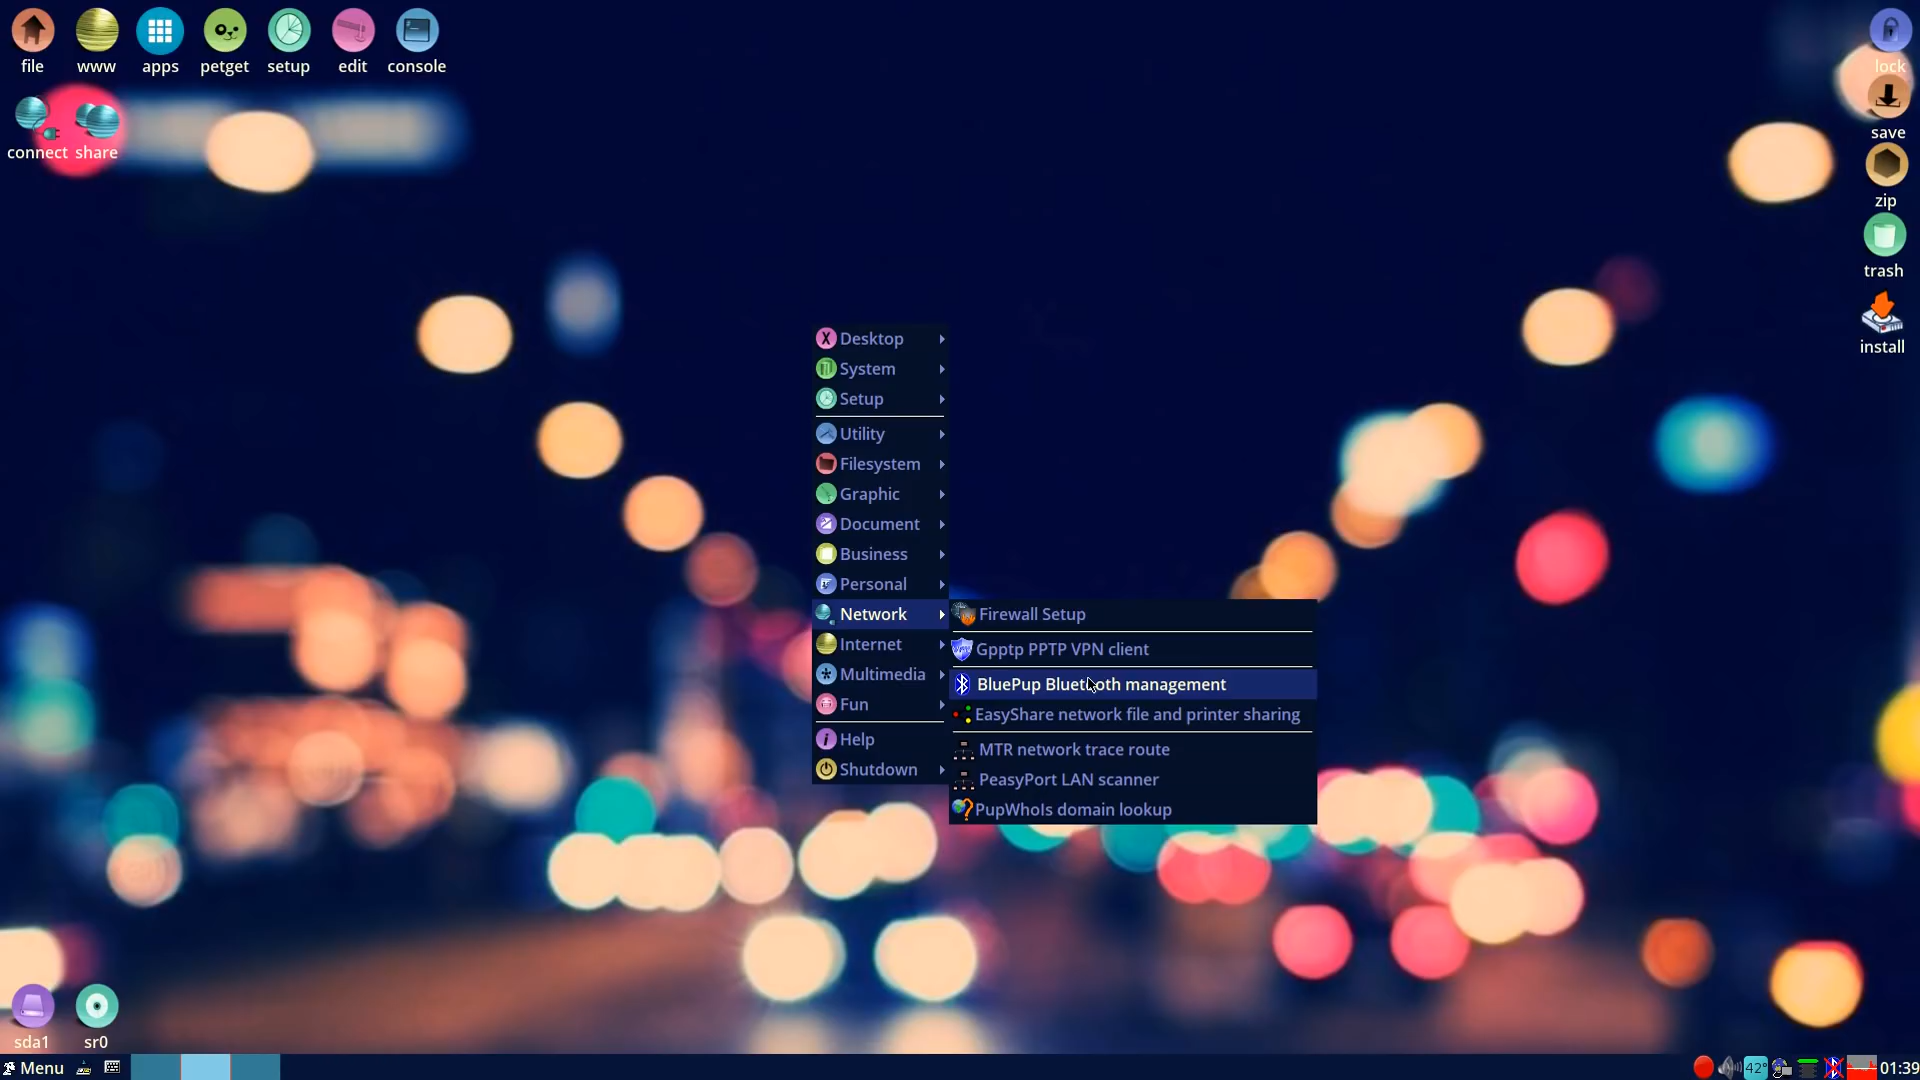 file
www
apps
petget
setup
edit
console
lock
connect
share
save
zip
trash
install
Desktop
System
Setup
Utility
Filesystem
Graphic
Document
Business
Personal
Network
Internet
Multimedia
Fun
Help
Shutdown
Firewall Setup
Gpptp PPTP VPN client
BluePup Bluetooth management
EasyShare network file and printer sharing
MTR network trace route
PeasyPort LAN scanner
PupWhoIs domain lookup
sda1
sr0
Menu
42°
01:39